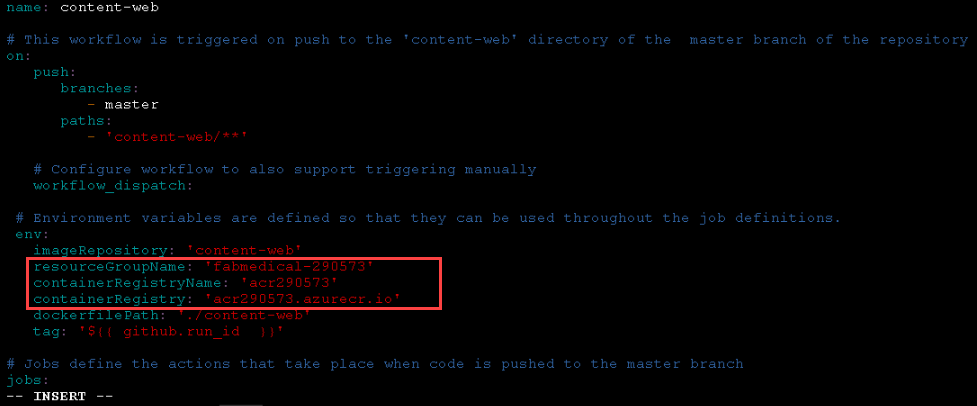 name: content-web
# This workflow is triggered on push to the 'content-web' directory of the  master branch of the repository
on:
    push:
        branches:
            - master
        paths:
            - 'content-web/**'
    # Configure workflow to also support triggering manually
    workflow_dispatch:
  # Environment variables are defined so that they can be used throughout the job definitions.
  env:
    imageRepository: 'content-web'
    resourceGroupName: 'fabmedical-290573'
    containerRegistryName: 'acr290573'
    containerRegistry: 'acr290573.azurecr.io'
    dockerfilePath: './content-web'
    tag: '${{ github.run_id  }}'
# Jobs define the actions that take place when code is pushed to the master branch
jobs:
-- INSERT --